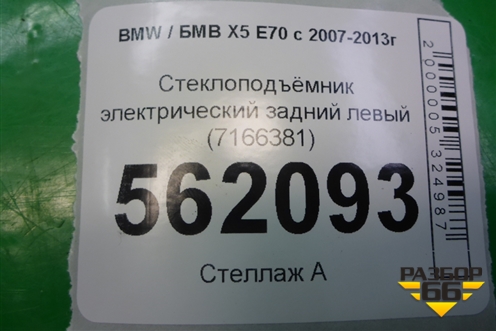 BMW / БМВ X5 E70 с 2007-2013г
Стеклоподъёмник
электрический задний левый
(7166381)
562093
Стеллаж А
2000005324987
РАЗБОР
66